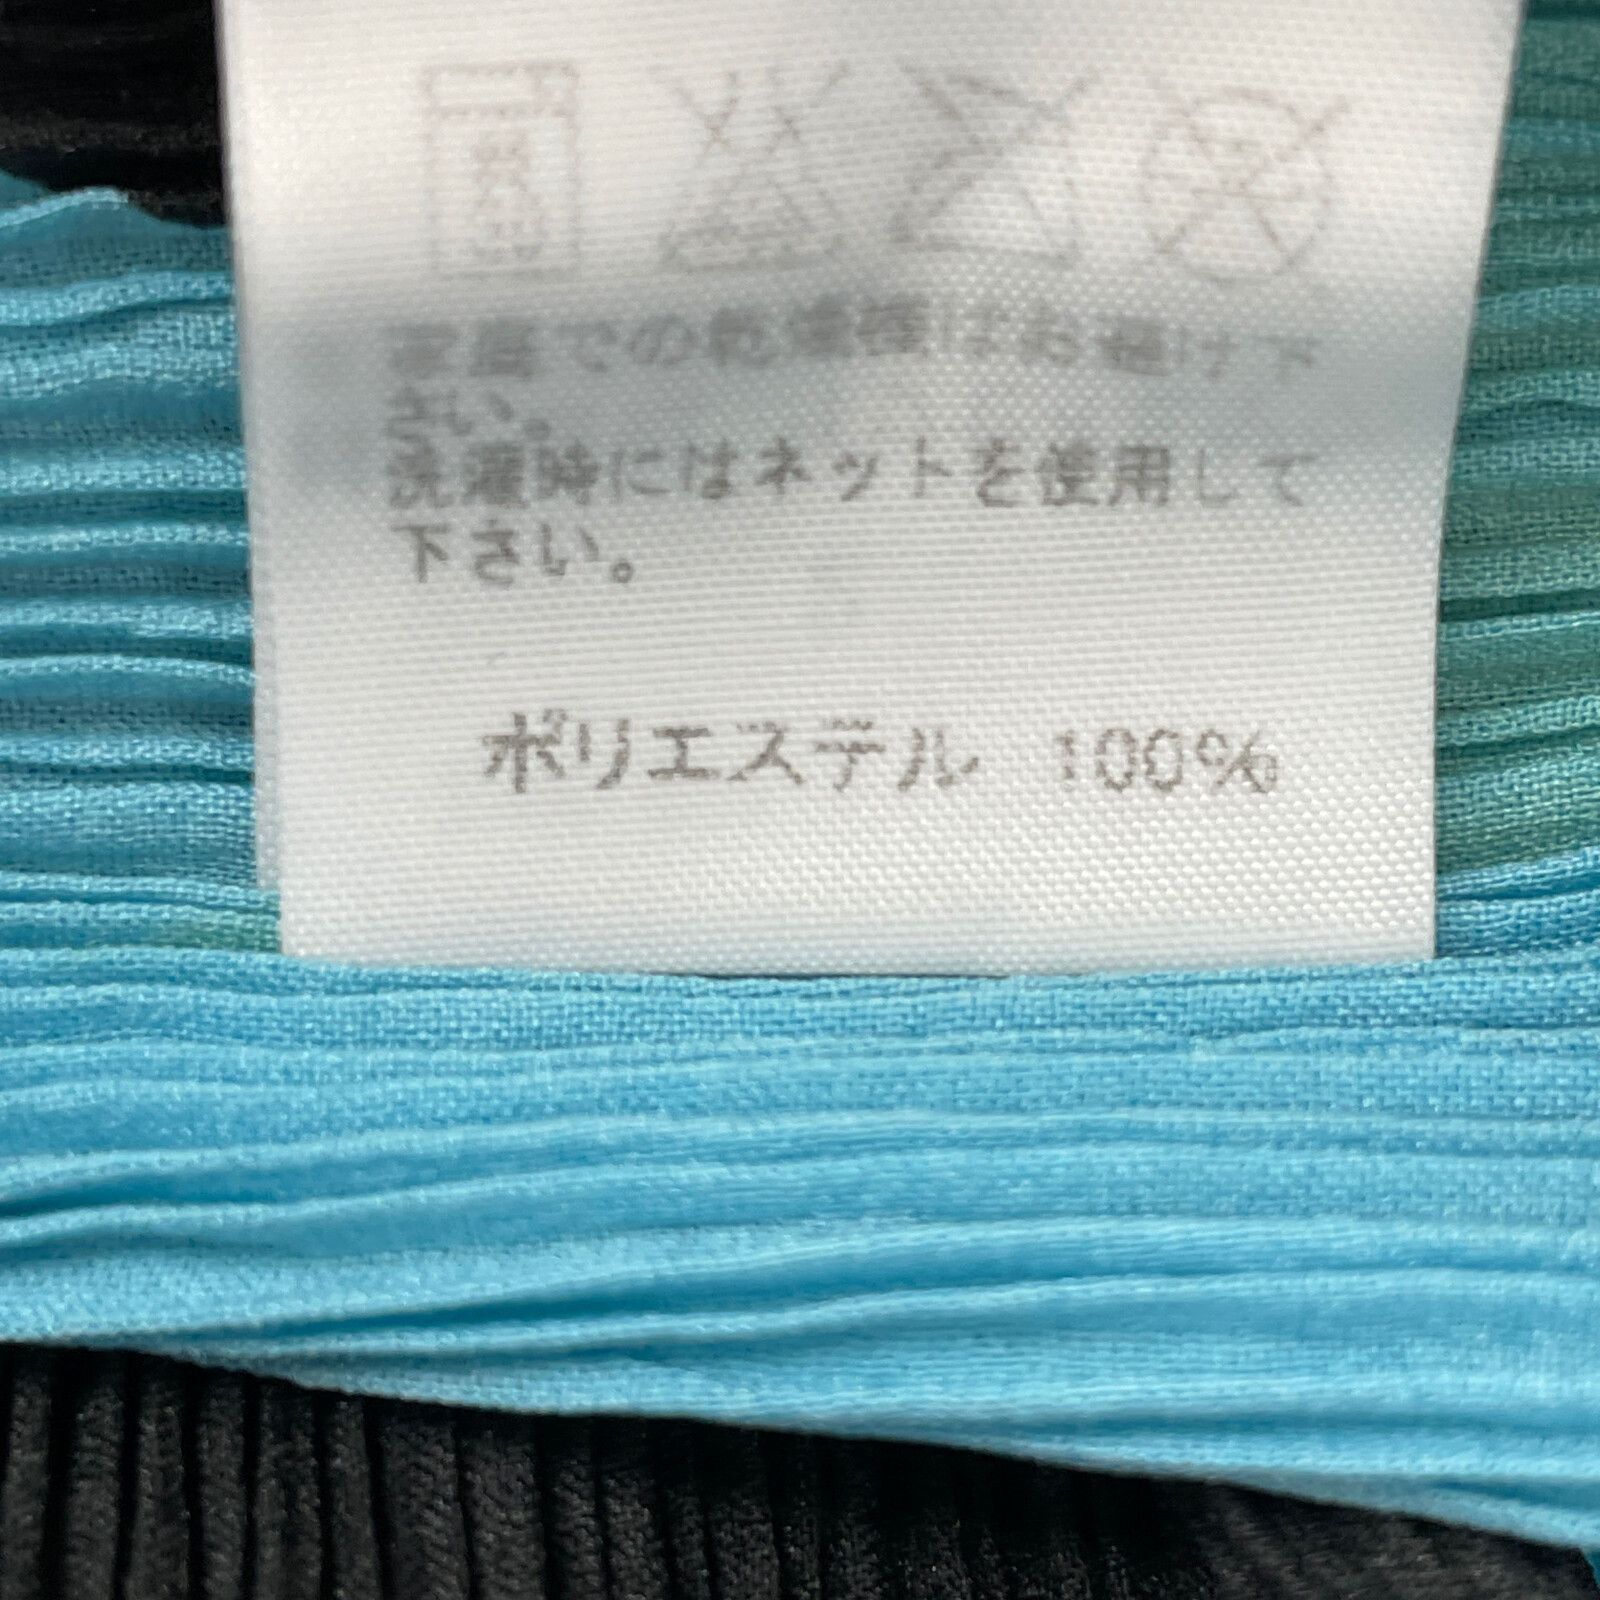 家庭での乾燥機はお避け下
さい。
洗濯時にはネットを使用して
下さい。
ポリエステル 100%